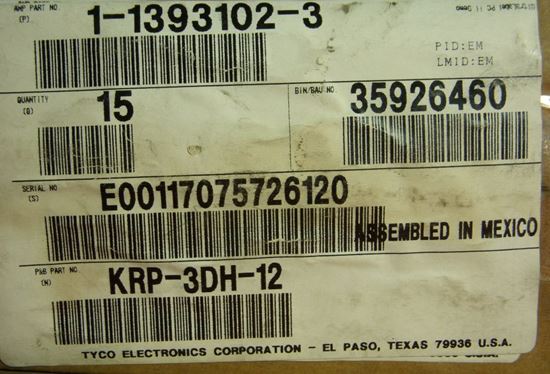 AMP PART NO.
(P)
1-1393102-3
PID:EM
LMID:EM
QUANTITY
(Q)
15
BIN/BAU NO.
35926460
SERIAL NO
(S)
E00117075726120
ASSEMBLED IN MEXICO
P&B PART NO.
(N)
KRP-3DH-12
TYCO ELECTRONICS CORPORATION - EL PASO, TEXAS 79936 U.S.A.